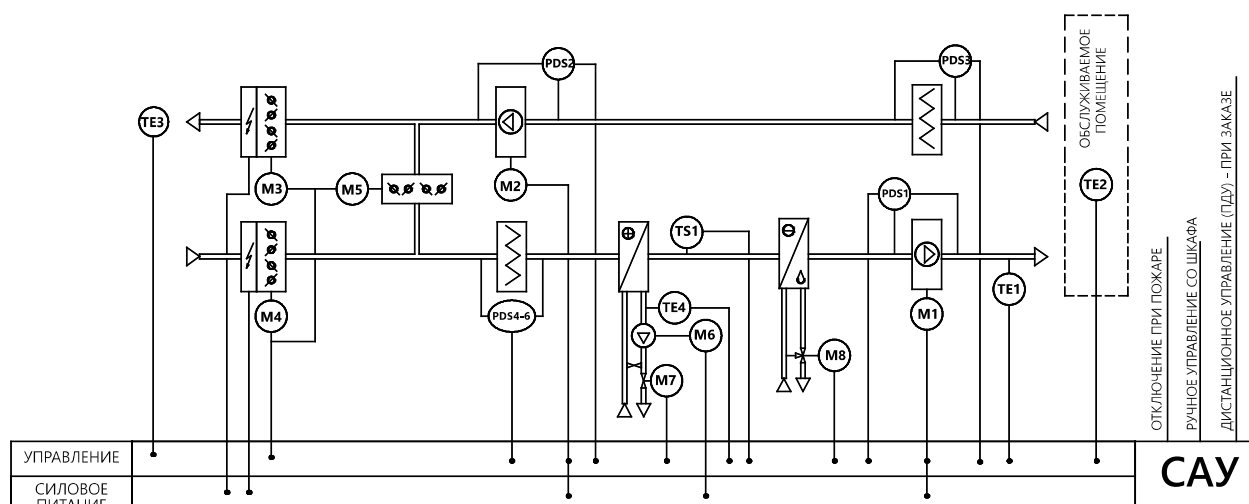 PDS2
PDS3
TE3
ОБСЛУЖИВАЕМОЕ
ПОМЕЩЕНИЕ
M3
M5
M2
PDS1
TE2
TS1
TE1
TE4
M4
PDS4-6
M6
M1
M8
M7
ОТКЛЮЧЕНИЕ ПРИ ПОЖАРЕ
РУЧНОЕ УПРАВЛЕНИЕ СО ШКАФА
ДИСТАНЦИОННОЕ УПРАВЛЕНИЕ (ПДУ) – ПРИ ЗАКАЗЕ
УПРАВЛЕНИЕ
САУ
СИЛОВОЕ
ПИТАНИЕ